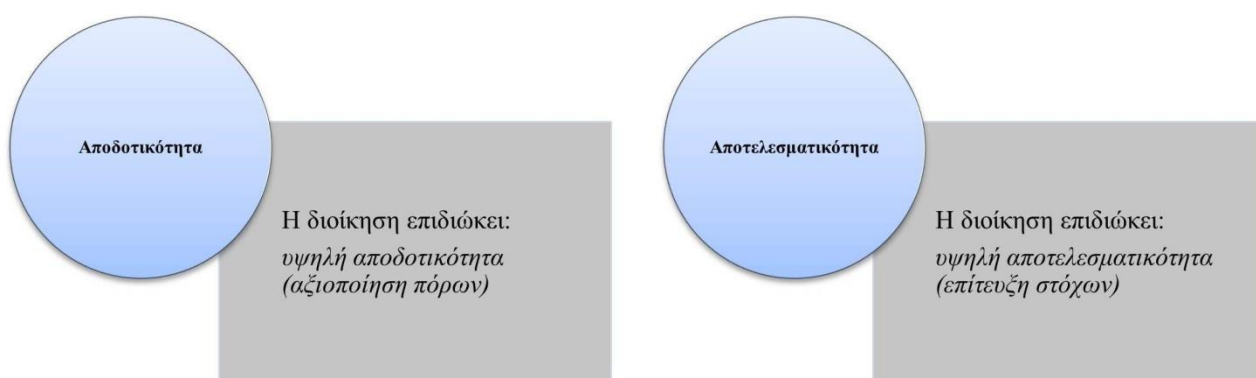 Αποδοτικότητα
Η διοίκηση επιδιώκει:
υψηλή αποδοτικότητα
(αξιοποίηση πόρων)
Αποτελεσματικότητα
Η διοίκηση επιδιώκει:
υψηλή αποτελεσματικότητα
(επίτευξη στόχων)